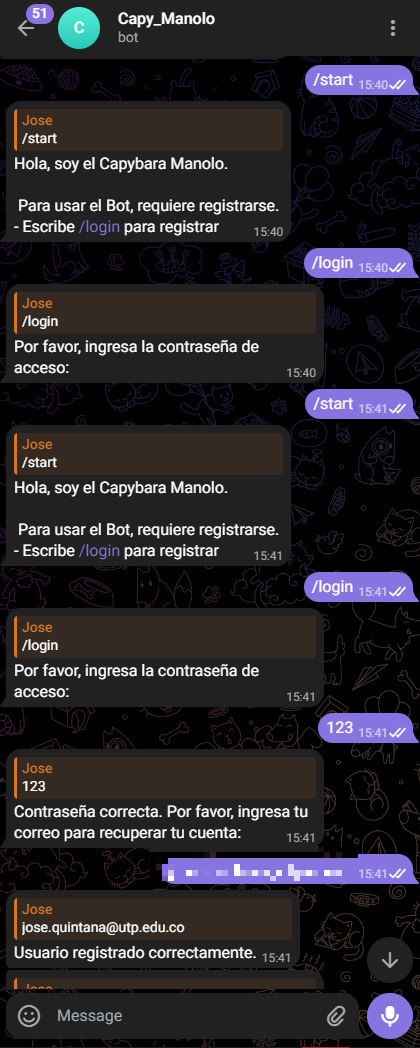 51
C
Capy_Manolo
bot
/start 15:40
Jose
/start
Hola, soy el Capybara Manolo.
Para usar el Bot, requiere registrarse.
- Escribe /login para registrar 15:40
/login 15:40
Jose
/login
Por favor, ingresa la contraseña de
acceso: 15:40
/start 15:41
Jose
/start
Hola, soy el Capybara Manolo.
Para usar el Bot, requiere registrarse.
- Escribe /login para registrar 15:41
/login 15:41
Jose
/login
Por favor, ingresa la contraseña de
acceso: 15:41
123 15:41
Jose
123
Contraseña correcta. Por favor, ingresa tu
correo para recuperar tu cuenta: 15:41
15:41
Jose
jose.quintana@utp.edu.co
Usuario registrado correctamente. 15:41
Jose
Message